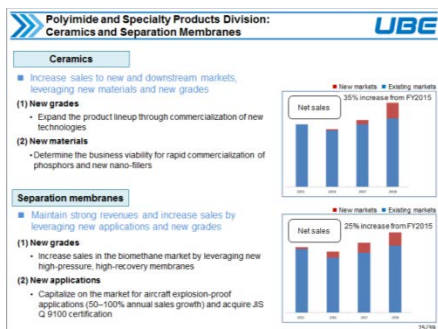 Polyimide and Specialty Products Division:
Ceramics and Separation Membranes
UBE
Ceramics
Increase sales to new and downstream markets,
leveraging new materials and new grades
(1) New grades
• Expand the product lineup through commercialization of new
technologies
(2) New materials
• Determine the business viability for rapid commercialization of
phosphors and new nano-fillers
New markets Existing markets
35% increase from FY2015
Net sales
Separation membranes
Maintain strong revenues and increase sales by
leveraging new applications and new grades
(1) New grades
• Increase sales in the biomethane market by leveraging new
high-pressure, high-recovery membranes
(2) New applications
• Capitalize on the market for aircraft explosion-proof
applications (50–100% annual sales growth) and acquire JIS
Q 9100 certification
New markets Existing markets
25% increase from FY2015
Net sales